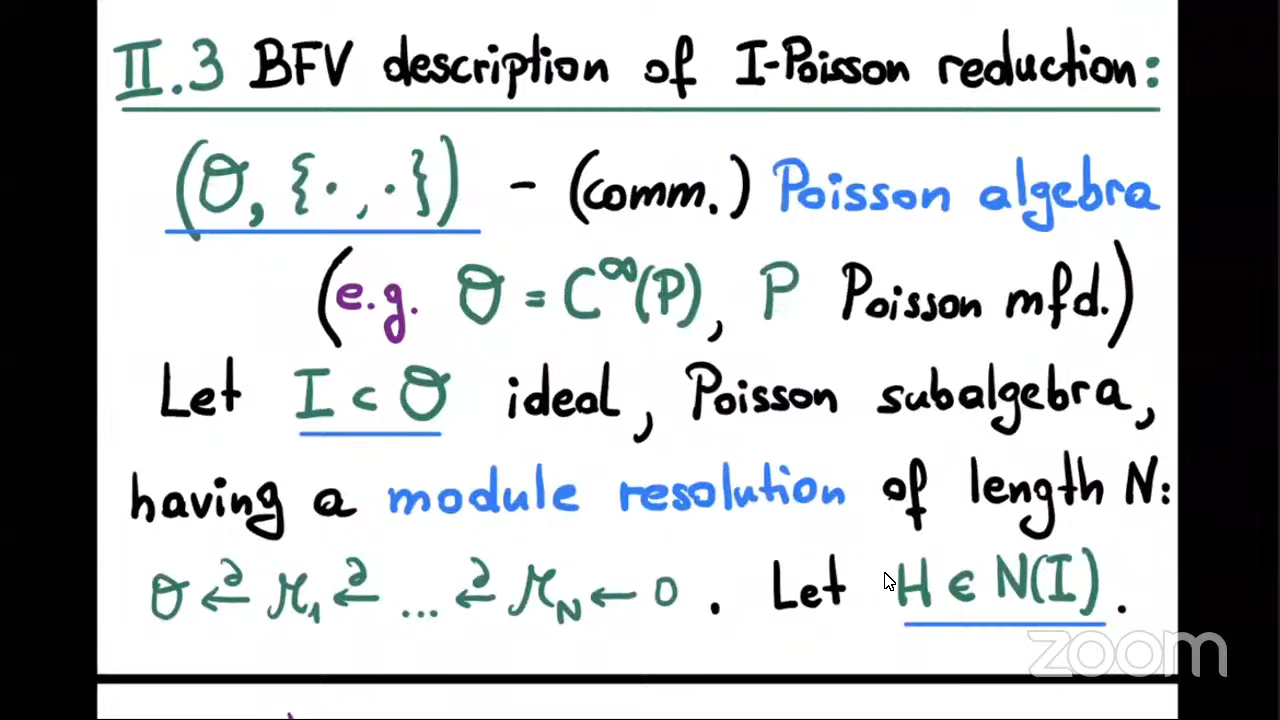 II.3 BFV description of I-Poisson reduction:
(O, {·, ·}) - (comm.) Poisson algebra
(e.g. O = C^∞(P), P Poisson mfd.)
Let I ⊂ O ideal, Poisson subalgebra,
having a module resolution of length N:
O ←∂ M₁ ←∂ ... ←∂ M_N ← 0 . Let H ∈ N(I).
zoom